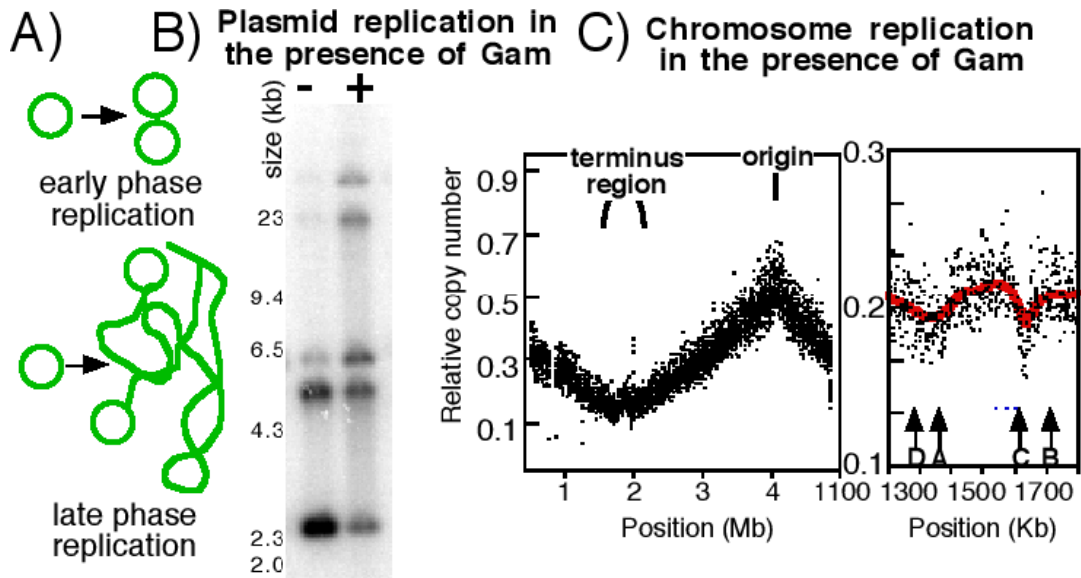 A)
early phase
replication
late phase
replication
B) Plasmid replication in
the presence of Gam
- +
size (kb)
23
9.4
6.5
4.3
2.3
2.0
C) Chromosome replication
in the presence of Gam
terminus
region
origin
Relative copy number
0.9
0.7
0.5
0.3
0.1
1 2 3 4 1100
Position (Mb)
0.3
0.2
0.1
D A C B
1300 1500 1700
Position (Kb)